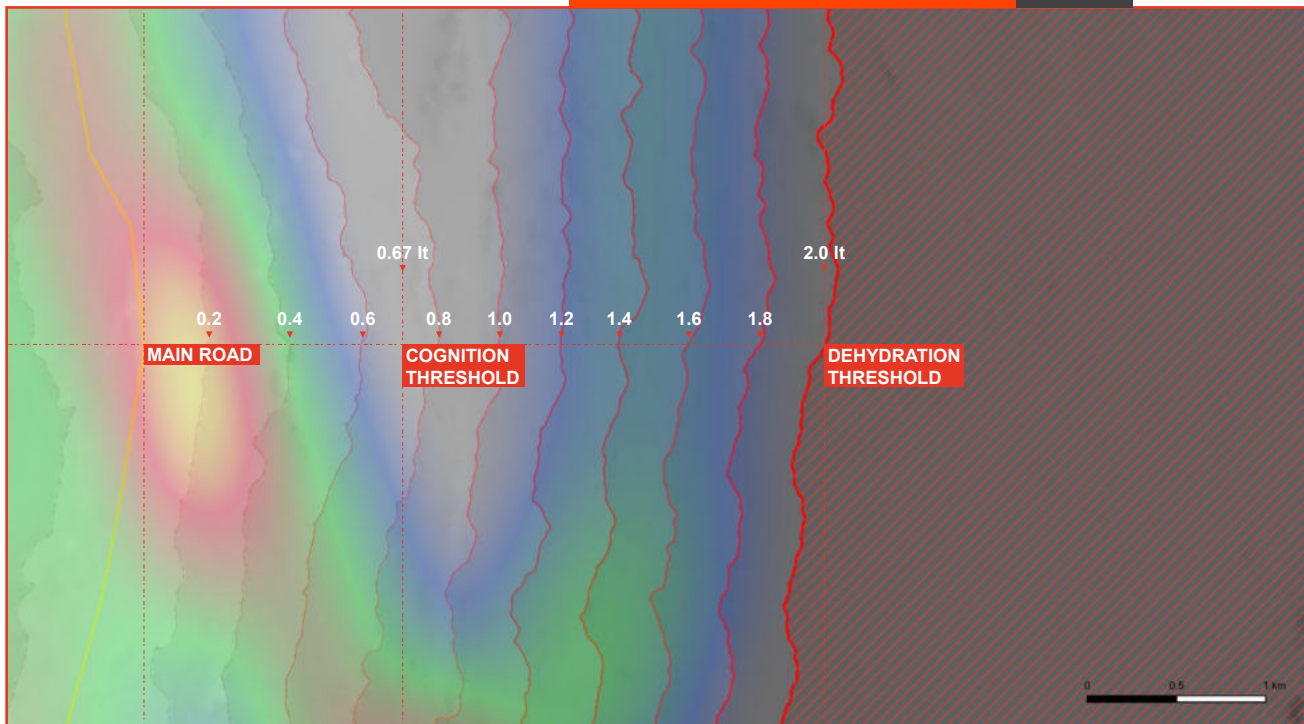 0.67 lt
2.0 lt
0.2
0.4
0.6
0.8
1.0
1.2
1.4
1.6
1.8
MAIN ROAD
COGNITION
THRESHOLD
DEHYDRATION
THRESHOLD
0
0.5
1 km